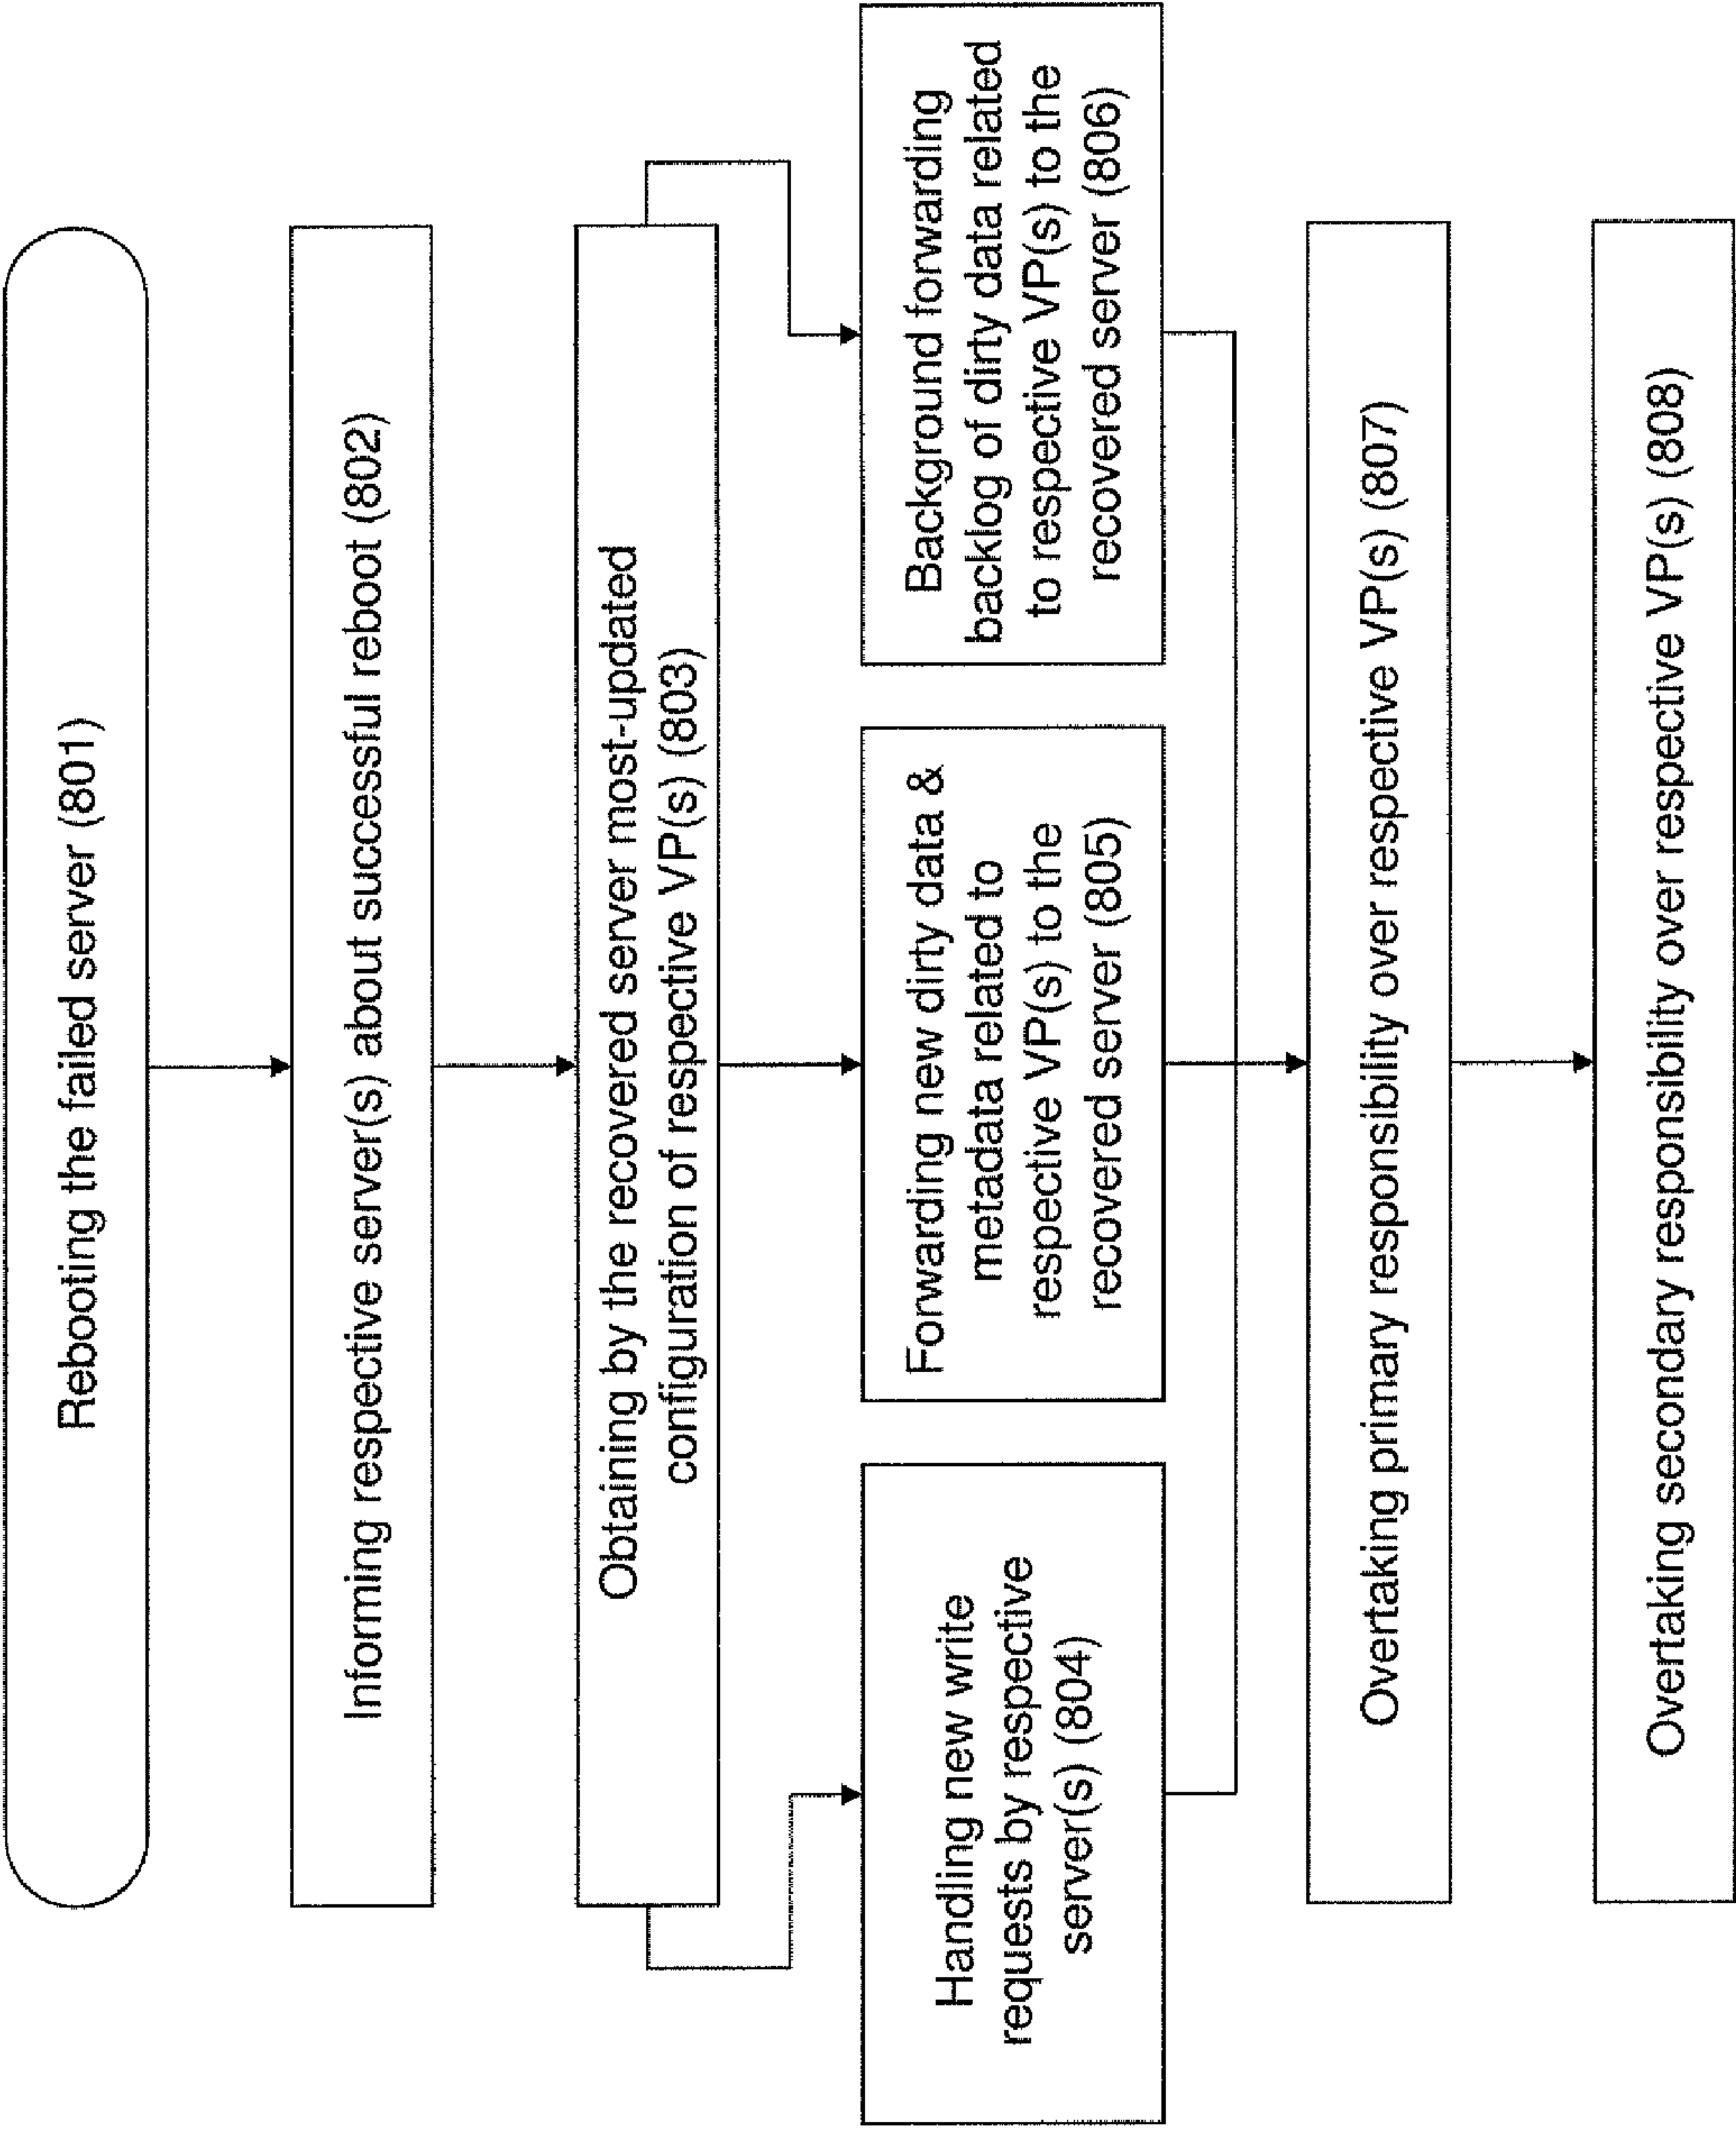 Rebooting the failed server (801)
Informing respective server(s) about successful reboot (802)
Obtaining by the recovered server most-updated
configuration of respective VP(s) (803)
Handling new write
requests by respective
server(s) (804)
Forwarding new dirty data &
metadata related to
respective VP(s) to the
recovered server (805)
Background forwarding
backlog of dirty data related
to respective VP(s) to the
recovered server (806)
Overtaking primary responsibility over respective VP(s) (807)
Overtaking secondary responsibility over respective VP(s) (808)